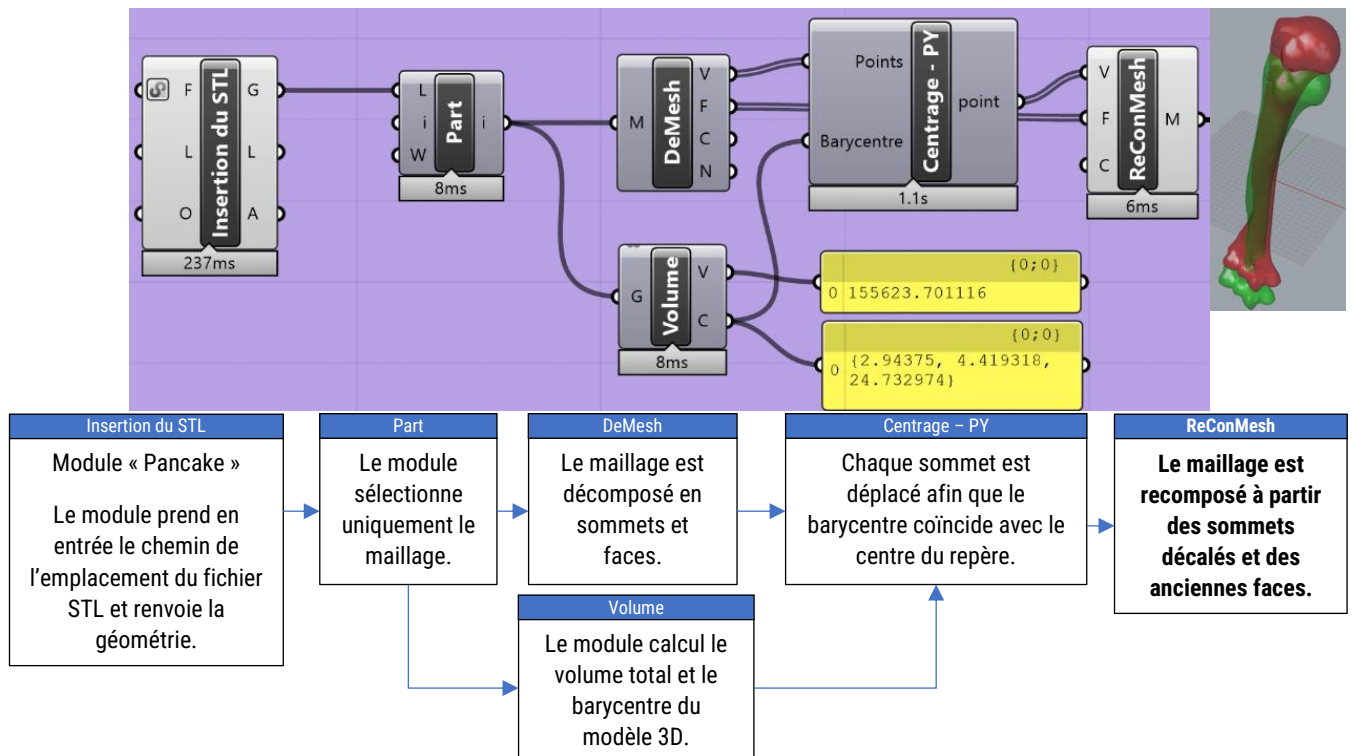 F
L
O
Insertion du STL
G
L
A
237ms
L
i
W
Part
i
8ms
M
DeMesh
V
F
C
N
Points
Barycentre
Centrage - PY
point
1.1s
V
F
C
ReConMesh
M
6ms
G
Volume
V
C
8ms
{0;0}
0 155623.701116
{0;0}
0 {2.94375, 4.419318,
24.732974}
Insertion du STL
Module « Pancake »
Le module prend en
entrée le chemin de
l’emplacement du fichier
STL et renvoie la
géométrie.
Part
Le module
sélectionne
uniquement le
maillage.
DeMesh
Le maillage est
décomposé en
sommets et
faces.
Centrage – PY
Chaque sommet est
déplacé afin que le
barycentre coïncide avec le
centre du repère.
ReConMesh
Le maillage est
recomposé à partir
des sommets
décalés et des
anciennes faces.
Volume
Le module calcul le
volume total et le
barycentre du
modèle 3D.